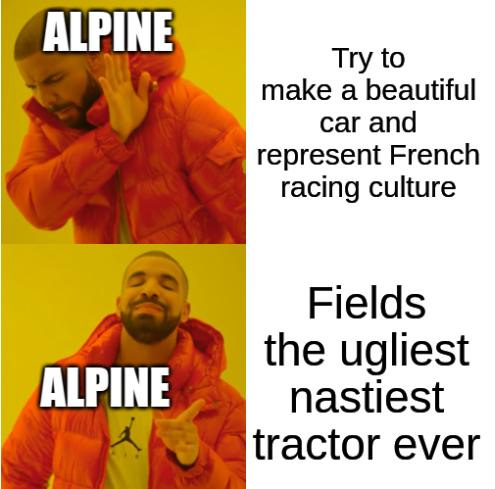 ALPINE
Try to
make a beautiful
car and
represent French
racing culture
ALPINE
Fields
the ugliest
nastiest
tractor ever